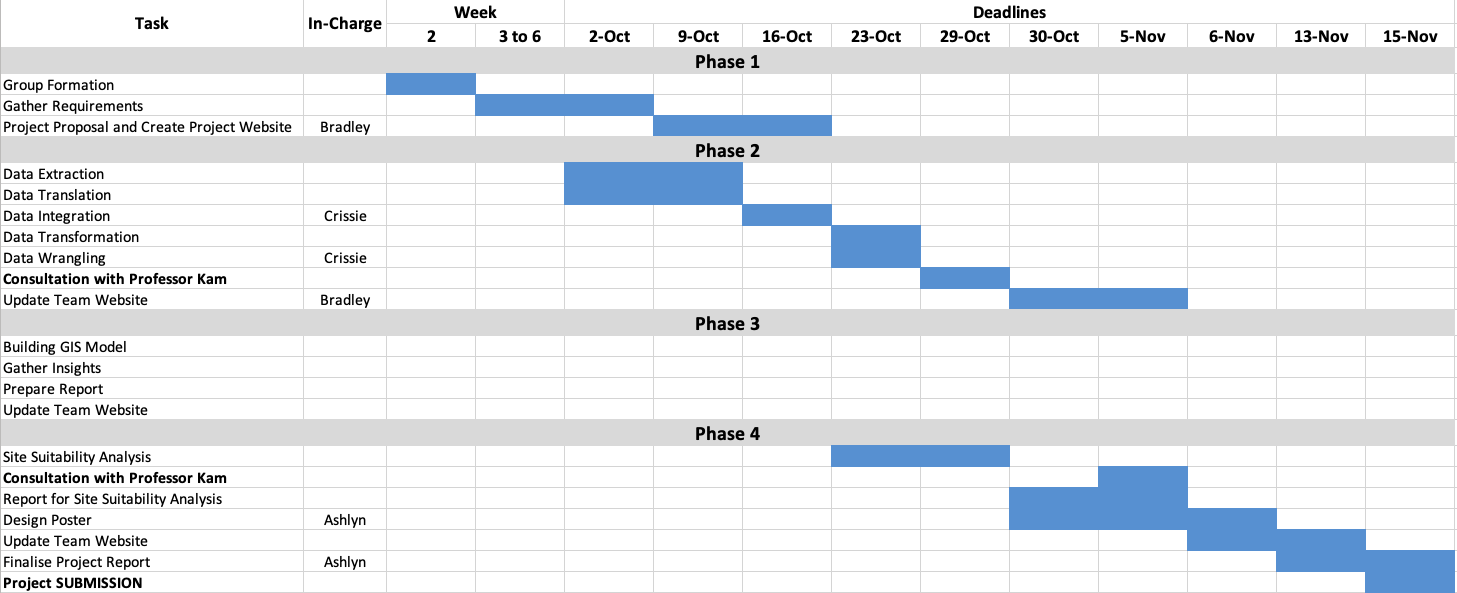 Task In-Charge Week Deadlines
2 3 to 6 2-Oct 9-Oct 16-Oct 23-Oct 29-Oct 30-Oct 5-Nov 6-Nov 13-Nov 15-Nov
Phase 1
Group Formation
Gather Requirements
Project Proposal and Create Project Website Bradley
Phase 2
Data Extraction
Data Translation
Data Integration Crissie
Data Transformation
Data Wrangling Crissie
Consultation with Professor Kam
Update Team Website Bradley
Phase 3
Building GIS Model
Gather Insights
Prepare Report
Update Team Website
Phase 4
Site Suitability Analysis
Consultation with Professor Kam
Report for Site Suitability Analysis
Design Poster Ashlyn
Update Team Website
Finalise Project Report Ashlyn
Project SUBMISSION